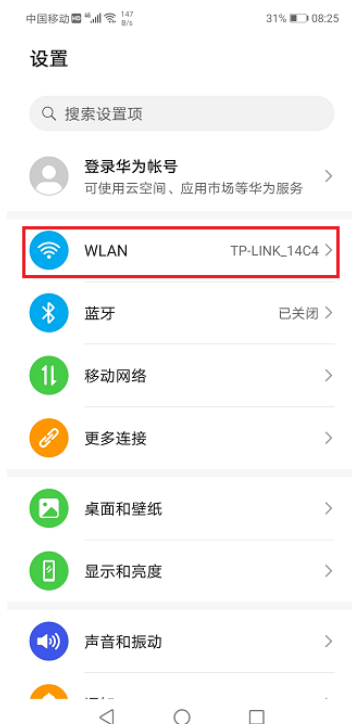 中国移动 HD 46 147 B/s 31% 08:25
设置
搜索设置项
登录华为帐号
可使用云空间、应用市场等华为服务
WLAN TP-LINK_14C4
蓝牙 已关闭
移动网络
更多连接
桌面和壁纸
显示和亮度
声音和振动